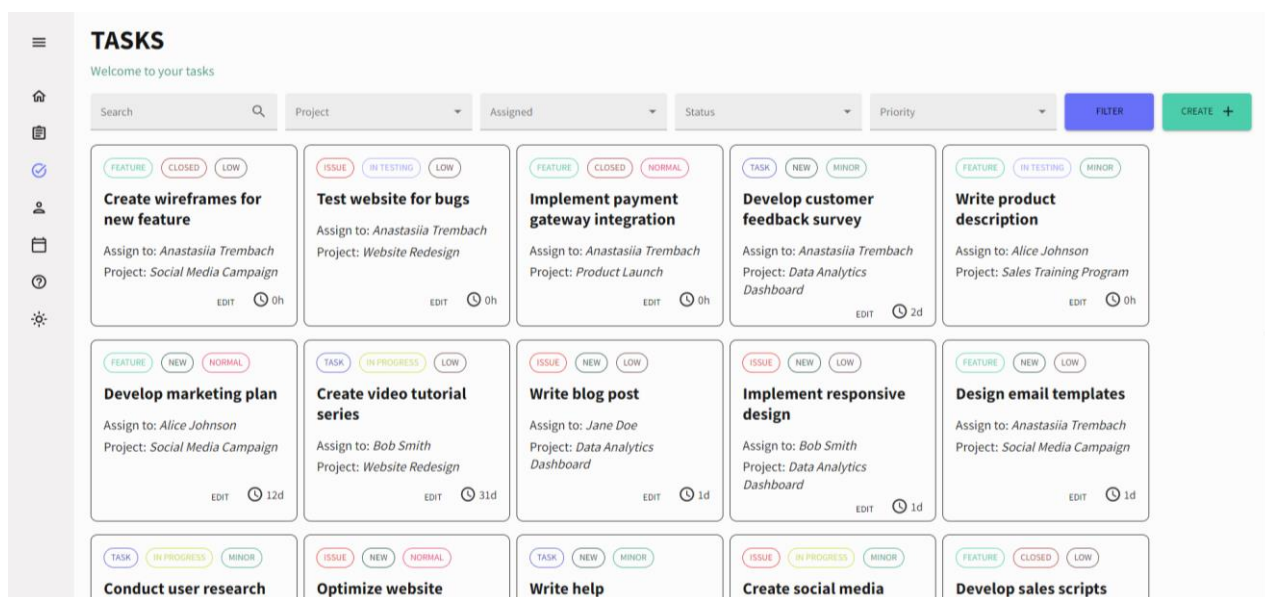 TASKS
Welcome to your tasks
Search Project Assigned Status Priority FILTER CREATE +
FEATURE CLOSED LOW
Create wireframes for
new feature
Assign to: Anastasiia Trembach
Project: Social Media Campaign
EDIT 0h
ISSUE IN TESTING LOW
Test website for bugs
Assign to: Anastasiia Trembach
Project: Website Redesign
EDIT 0h
FEATURE CLOSED NORMAL
Implement payment
gateway integration
Assign to: Anastasiia Trembach
Project: Product Launch
EDIT 0h
TASK NEW MINOR
Develop customer
feedback survey
Assign to: Anastasiia Trembach
Project: Data Analytics
Dashboard
EDIT 2d
FEATURE IN TESTING MINOR
Write product
description
Assign to: Alice Johnson
Project: Sales Training Program
EDIT 0h
FEATURE NEW NORMAL
Develop marketing plan
Assign to: Alice Johnson
Project: Social Media Campaign
EDIT 12d
TASK IN PROGRESS LOW
Create video tutorial
series
Assign to: Bob Smith
Project: Website Redesign
EDIT 31d
ISSUE NEW LOW
Write blog post
Assign to: Jane Doe
Project: Data Analytics
Dashboard
EDIT 1d
ISSUE NEW LOW
Implement responsive
design
Assign to: Bob Smith
Project: Data Analytics
Dashboard
EDIT 1d
FEATURE NEW LOW
Design email templates
Assign to: Anastasiia Trembach
Project: Social Media Campaign
EDIT 1d
TASK IN PROGRESS MINOR
Conduct user research
ISSUE NEW NORMAL
Optimize website
TASK NEW MINOR
Write help
ISSUE IN PROGRESS MINOR
Create social media
FEATURE CLOSED LOW
Develop sales scripts